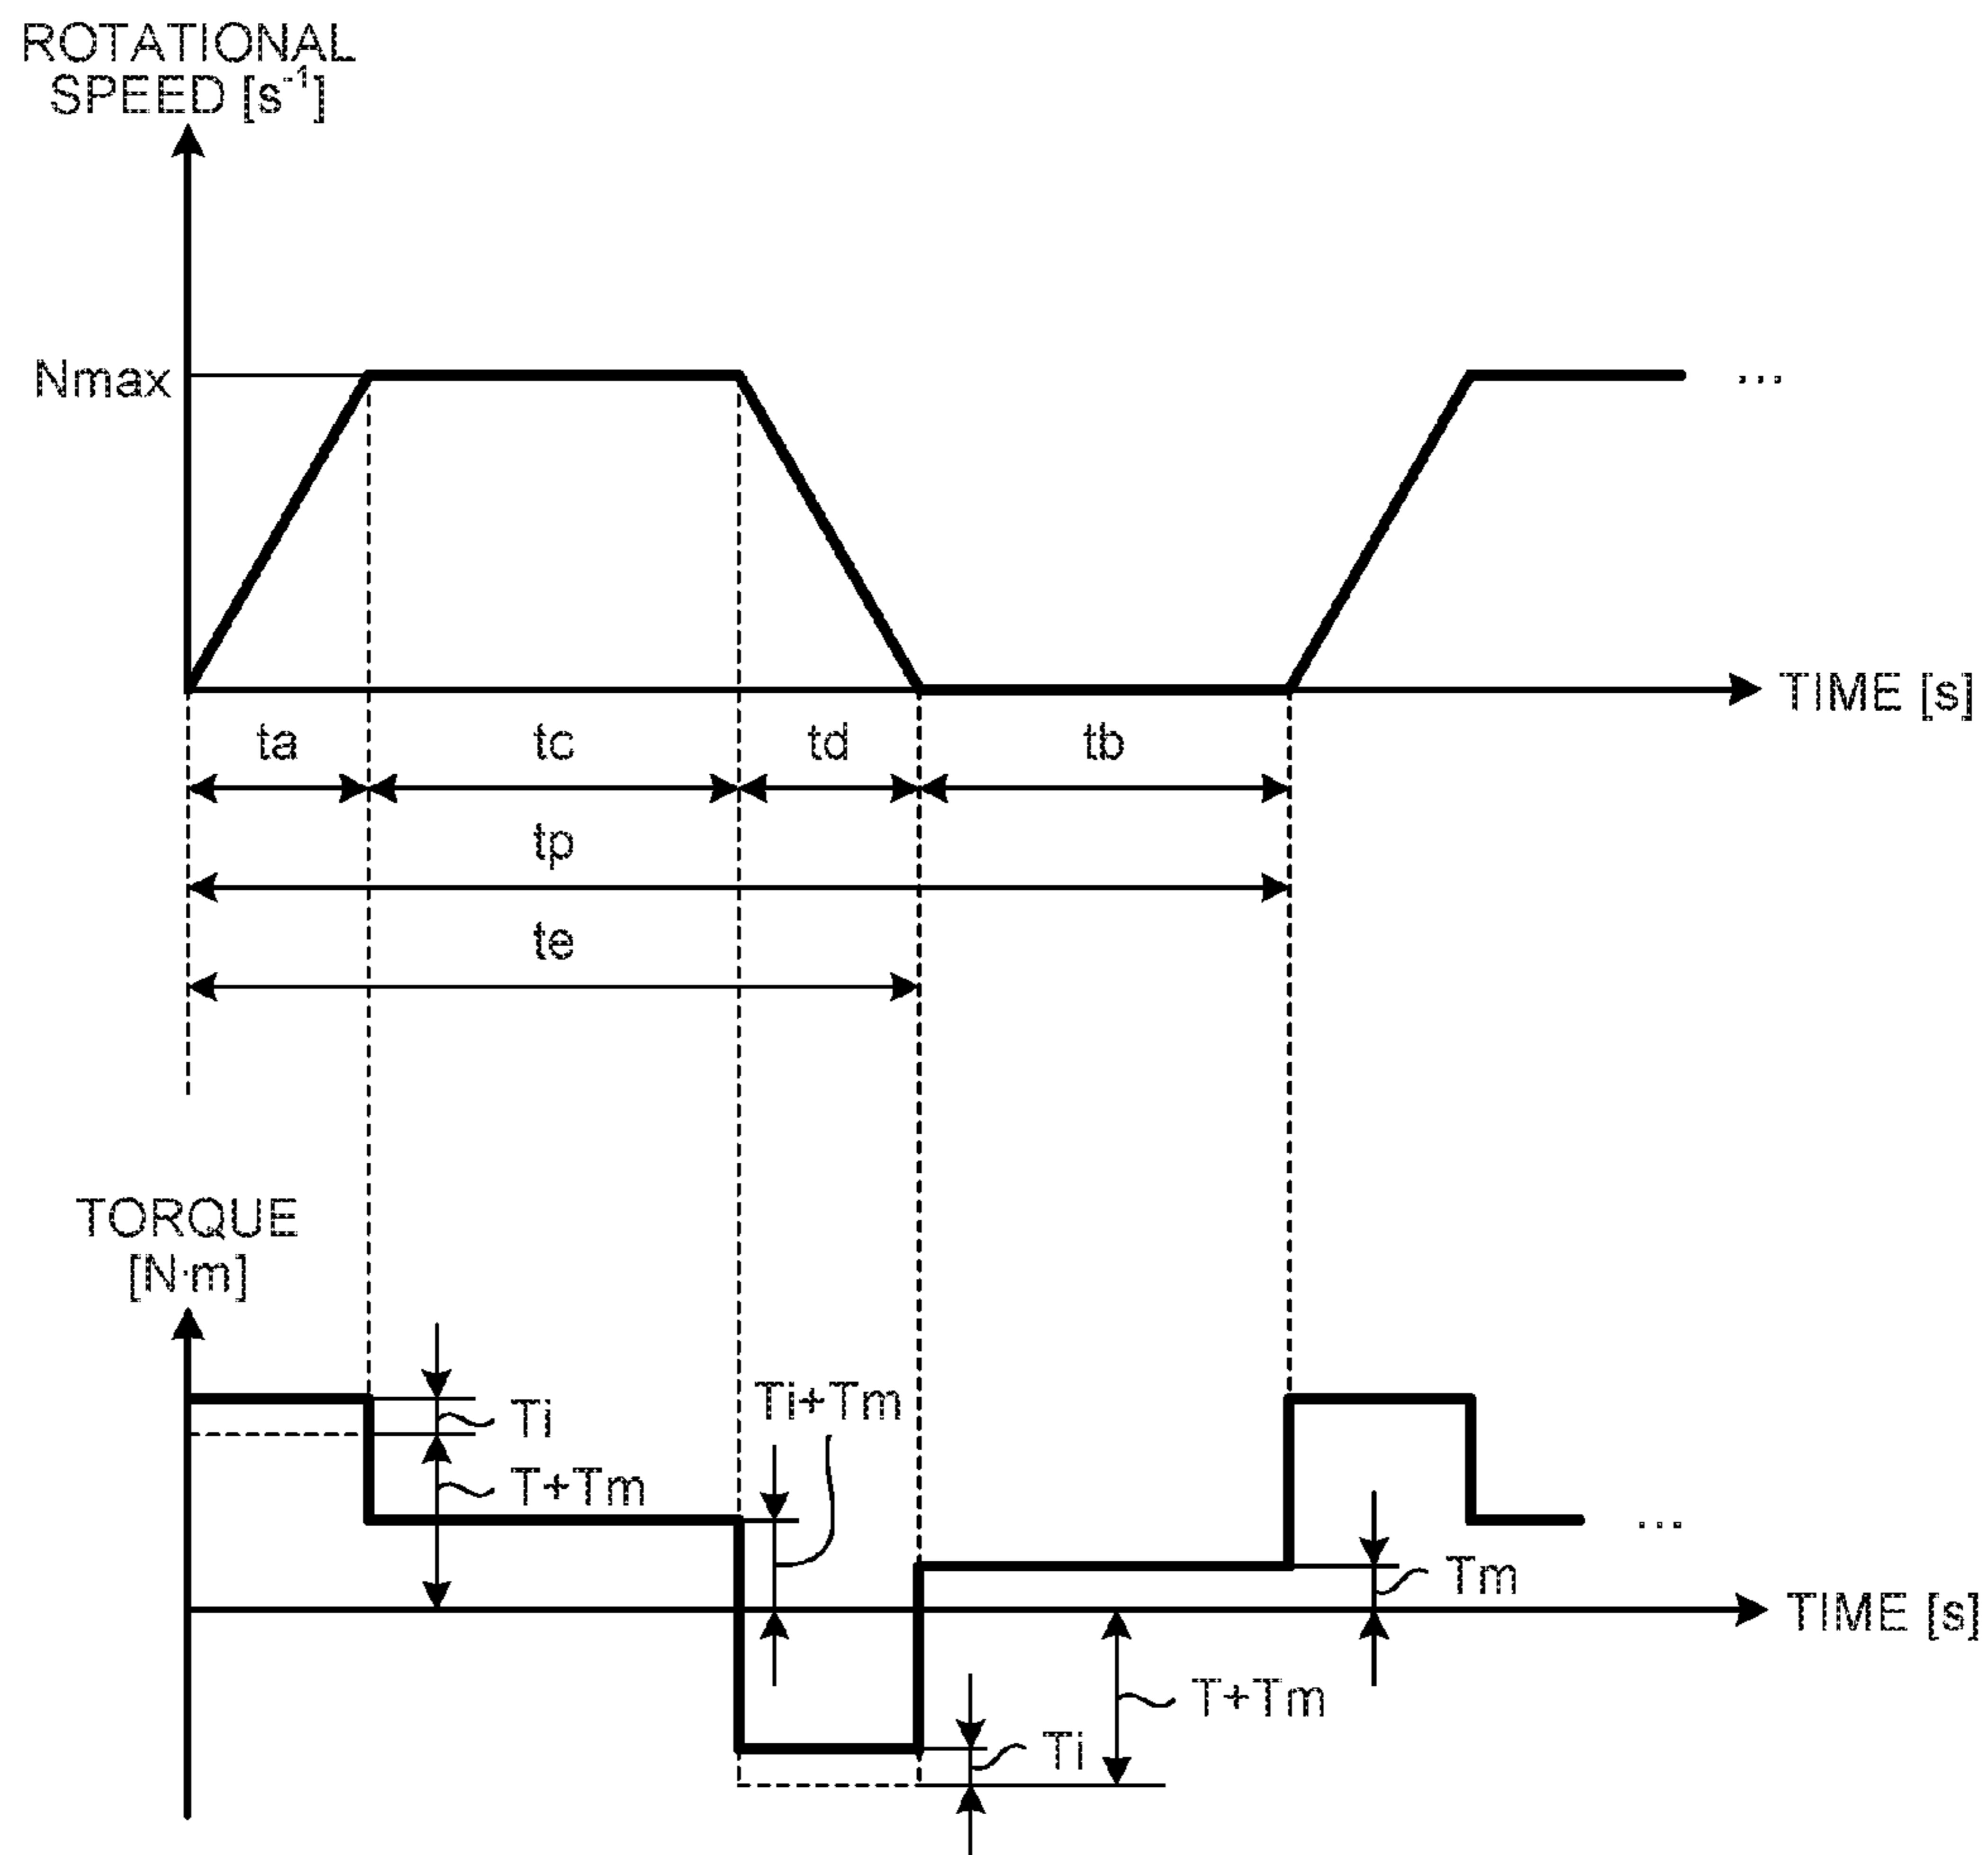 ROTATIONAL
SPEED [s⁻¹]
Nmax
...
TIME [s]
ta
tc
td
tb
tp
te
TORQUE
[N·m]
Ti
T+Tm
Ti+Tm
...
Tm
TIME [s]
T+Tm
Ti